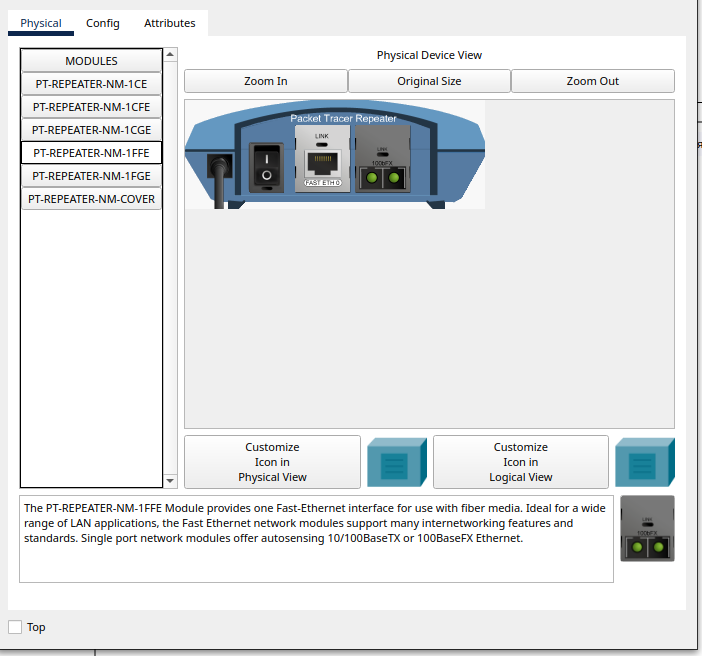 Physical
Config
Attributes
MODULES
PT-REPEATER-NM-1CE
PT-REPEATER-NM-1CFE
PT-REPEATER-NM-1CGE
PT-REPEATER-NM-1FFE
PT-REPEATER-NM-1FGE
PT-REPEATER-NM-COVER
Physical Device View
Zoom In
Original Size
Zoom Out
Packet Tracer Repeater
LINK
FAST ETH 0
LINK
100bFX
Customize
Icon in
Physical View
Customize
Icon in
Logical View
The PT-REPEATER-NM-1FFE Module provides one Fast-Ethernet interface for use with fiber media. Ideal for a wide
range of LAN applications, the Fast Ethernet network modules support many internetworking features and
standards. Single port network modules offer autosensing 10/100BaseTX or 100BaseFX Ethernet.
LINK
100bFX
Top